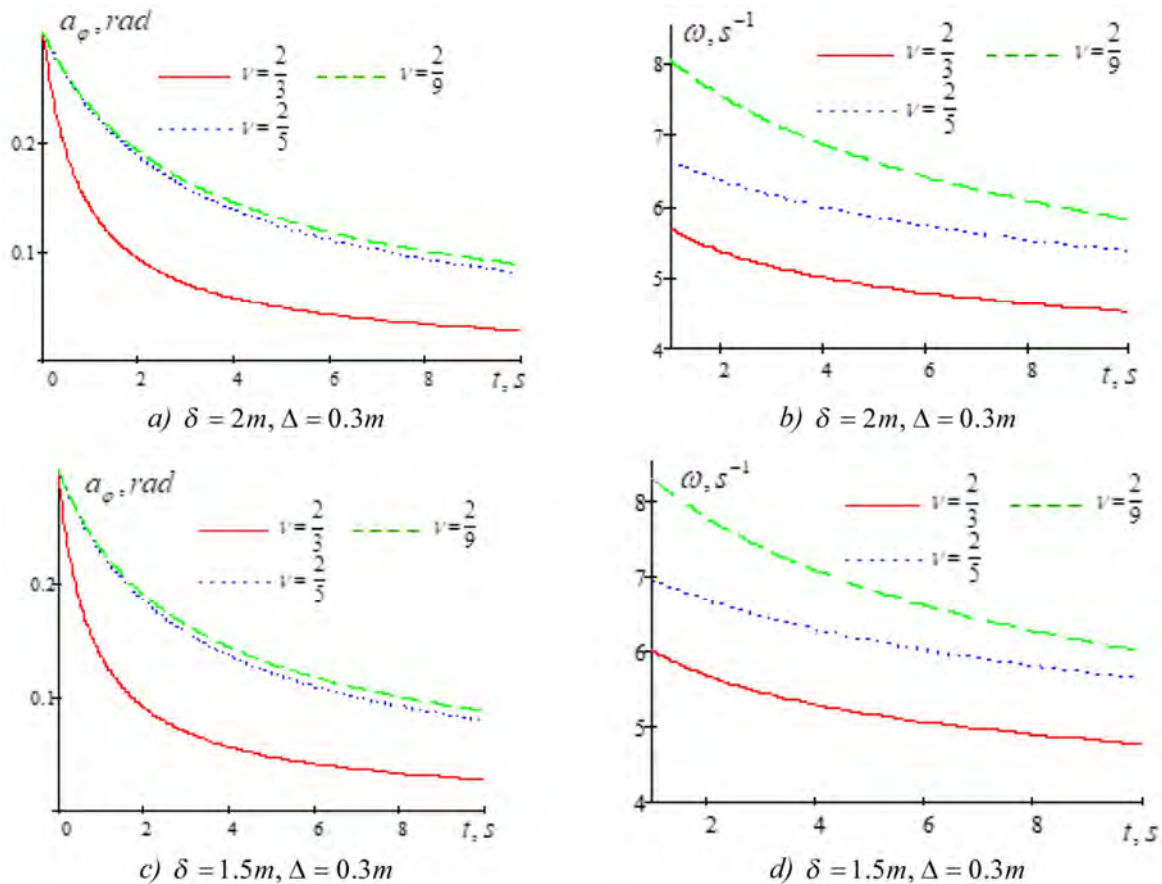 a_φ, rad
ν=2/3 ν=2/9
ν=2/5
0.2
0.1
0 2 4 6 8
t, s
a) δ = 2m, Δ = 0.3m
ω, s⁻¹
ν=2/3 ν=2/9
ν=2/5
8
7
6
5
4
2 4 6 8
t, s
b) δ = 2m, Δ = 0.3m
a_φ, rad
ν=2/3 ν=2/9
ν=2/5
0.2
0.1
0 2 4 6 8
t, s
c) δ = 1.5m, Δ = 0.3m
ω, s⁻¹
ν=2/3 ν=2/9
ν=2/5
8
7
6
5
4
2 4 6 8
t, s
d) δ = 1.5m, Δ = 0.3m